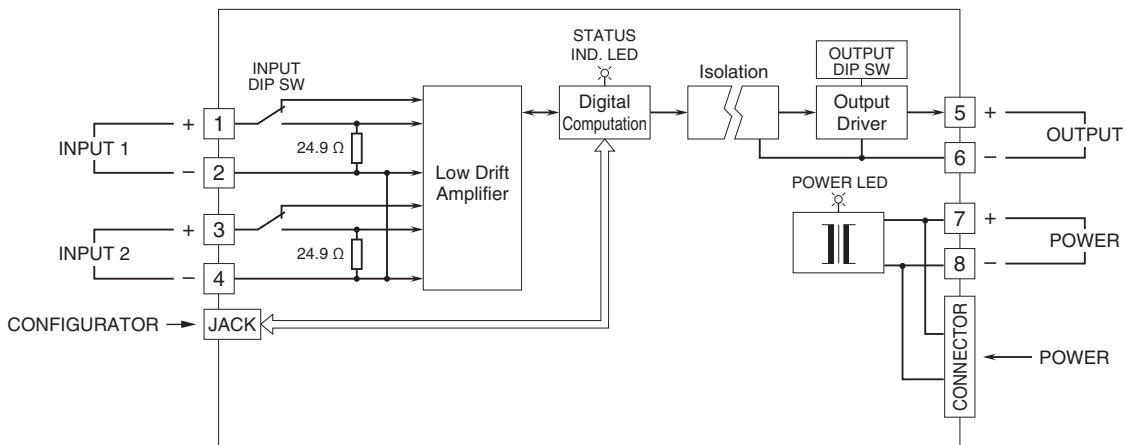 STATUS
IND. LED
INPUT
DIP SW
Isolation
OUTPUT
DIP SW
INPUT 1
+
1
−
2
24.9 Ω
Low Drift
Amplifier
Digital
Computation
Output
Driver
5
+
6
−
OUTPUT
INPUT 2
+
3
−
4
24.9 Ω
POWER LED
7
+
8
−
POWER
CONFIGURATOR
JACK
CONNECTOR
POWER